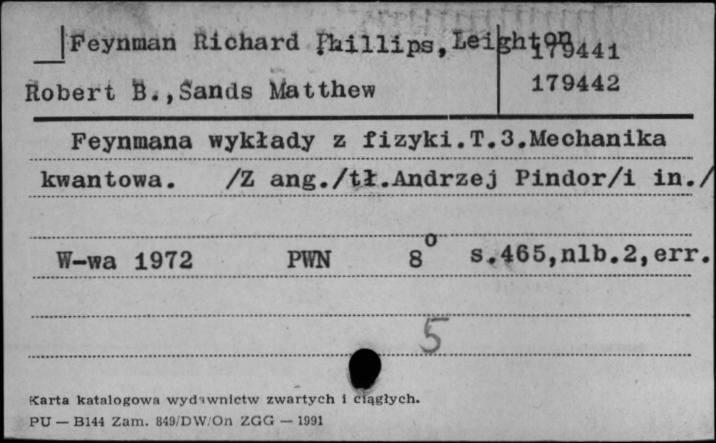 Feynman Richard Phillips, Leighton 179441
Robert B., Sands Matthew 179442
Feynmana wykłady z fizyki.T.3.Mechanika
kwantowa. /Z ang./tł.Andrzej Pindor/i in./
W-wa 1972 PWN 8° s.465,nlb.2,err.
5
Karta katalogowa wydawnictw zwartych i ciągłych.
PU — B144 Zam. 849/DW/On ZGG — 1991